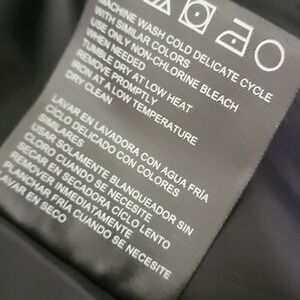 MACHINE WASH COLD DELICATE CYCLE
WITH SIMILAR COLORS
USE ONLY NON-CHLORINE BLEACH
WHEN NEEDED
TUMBLE DRY AT LOW HEAT
REMOVE PROMPTLY
IRON AT LOW TEMPERATURE
DRY CLEAN
LAVAR EN LAVADORA CON AGUA FRÍA
CICLO DELICADO CON COLORES
SIMILARES
USAR SOLAMENTE BLANQUEADOR SIN
CLORO CUANDO SE NECESITE
SECAR EN SECADORA CICLO LENTO
REMOVER INMEDIATAMENTE
PLANCHAR FRÍA CUANDO SE NECESITE
LAVAR EN SECO